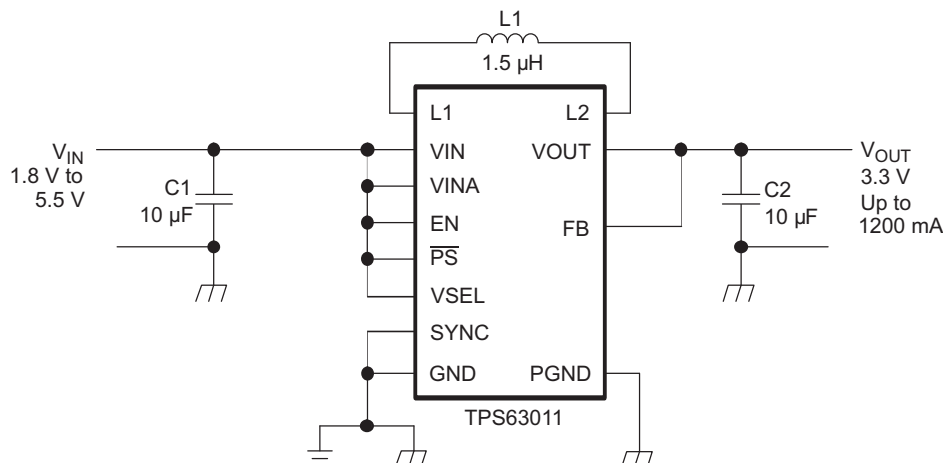 L1
1.5 µH
L1
L2
VIN
VOUT
VINA
EN
FB
PS
VSEL
SYNC
GND
PGND
TPS63011
VIN
1.8 V to
5.5 V
C1
10 µF
C2
10 µF
VOUT
3.3 V
Up to
1200 mA